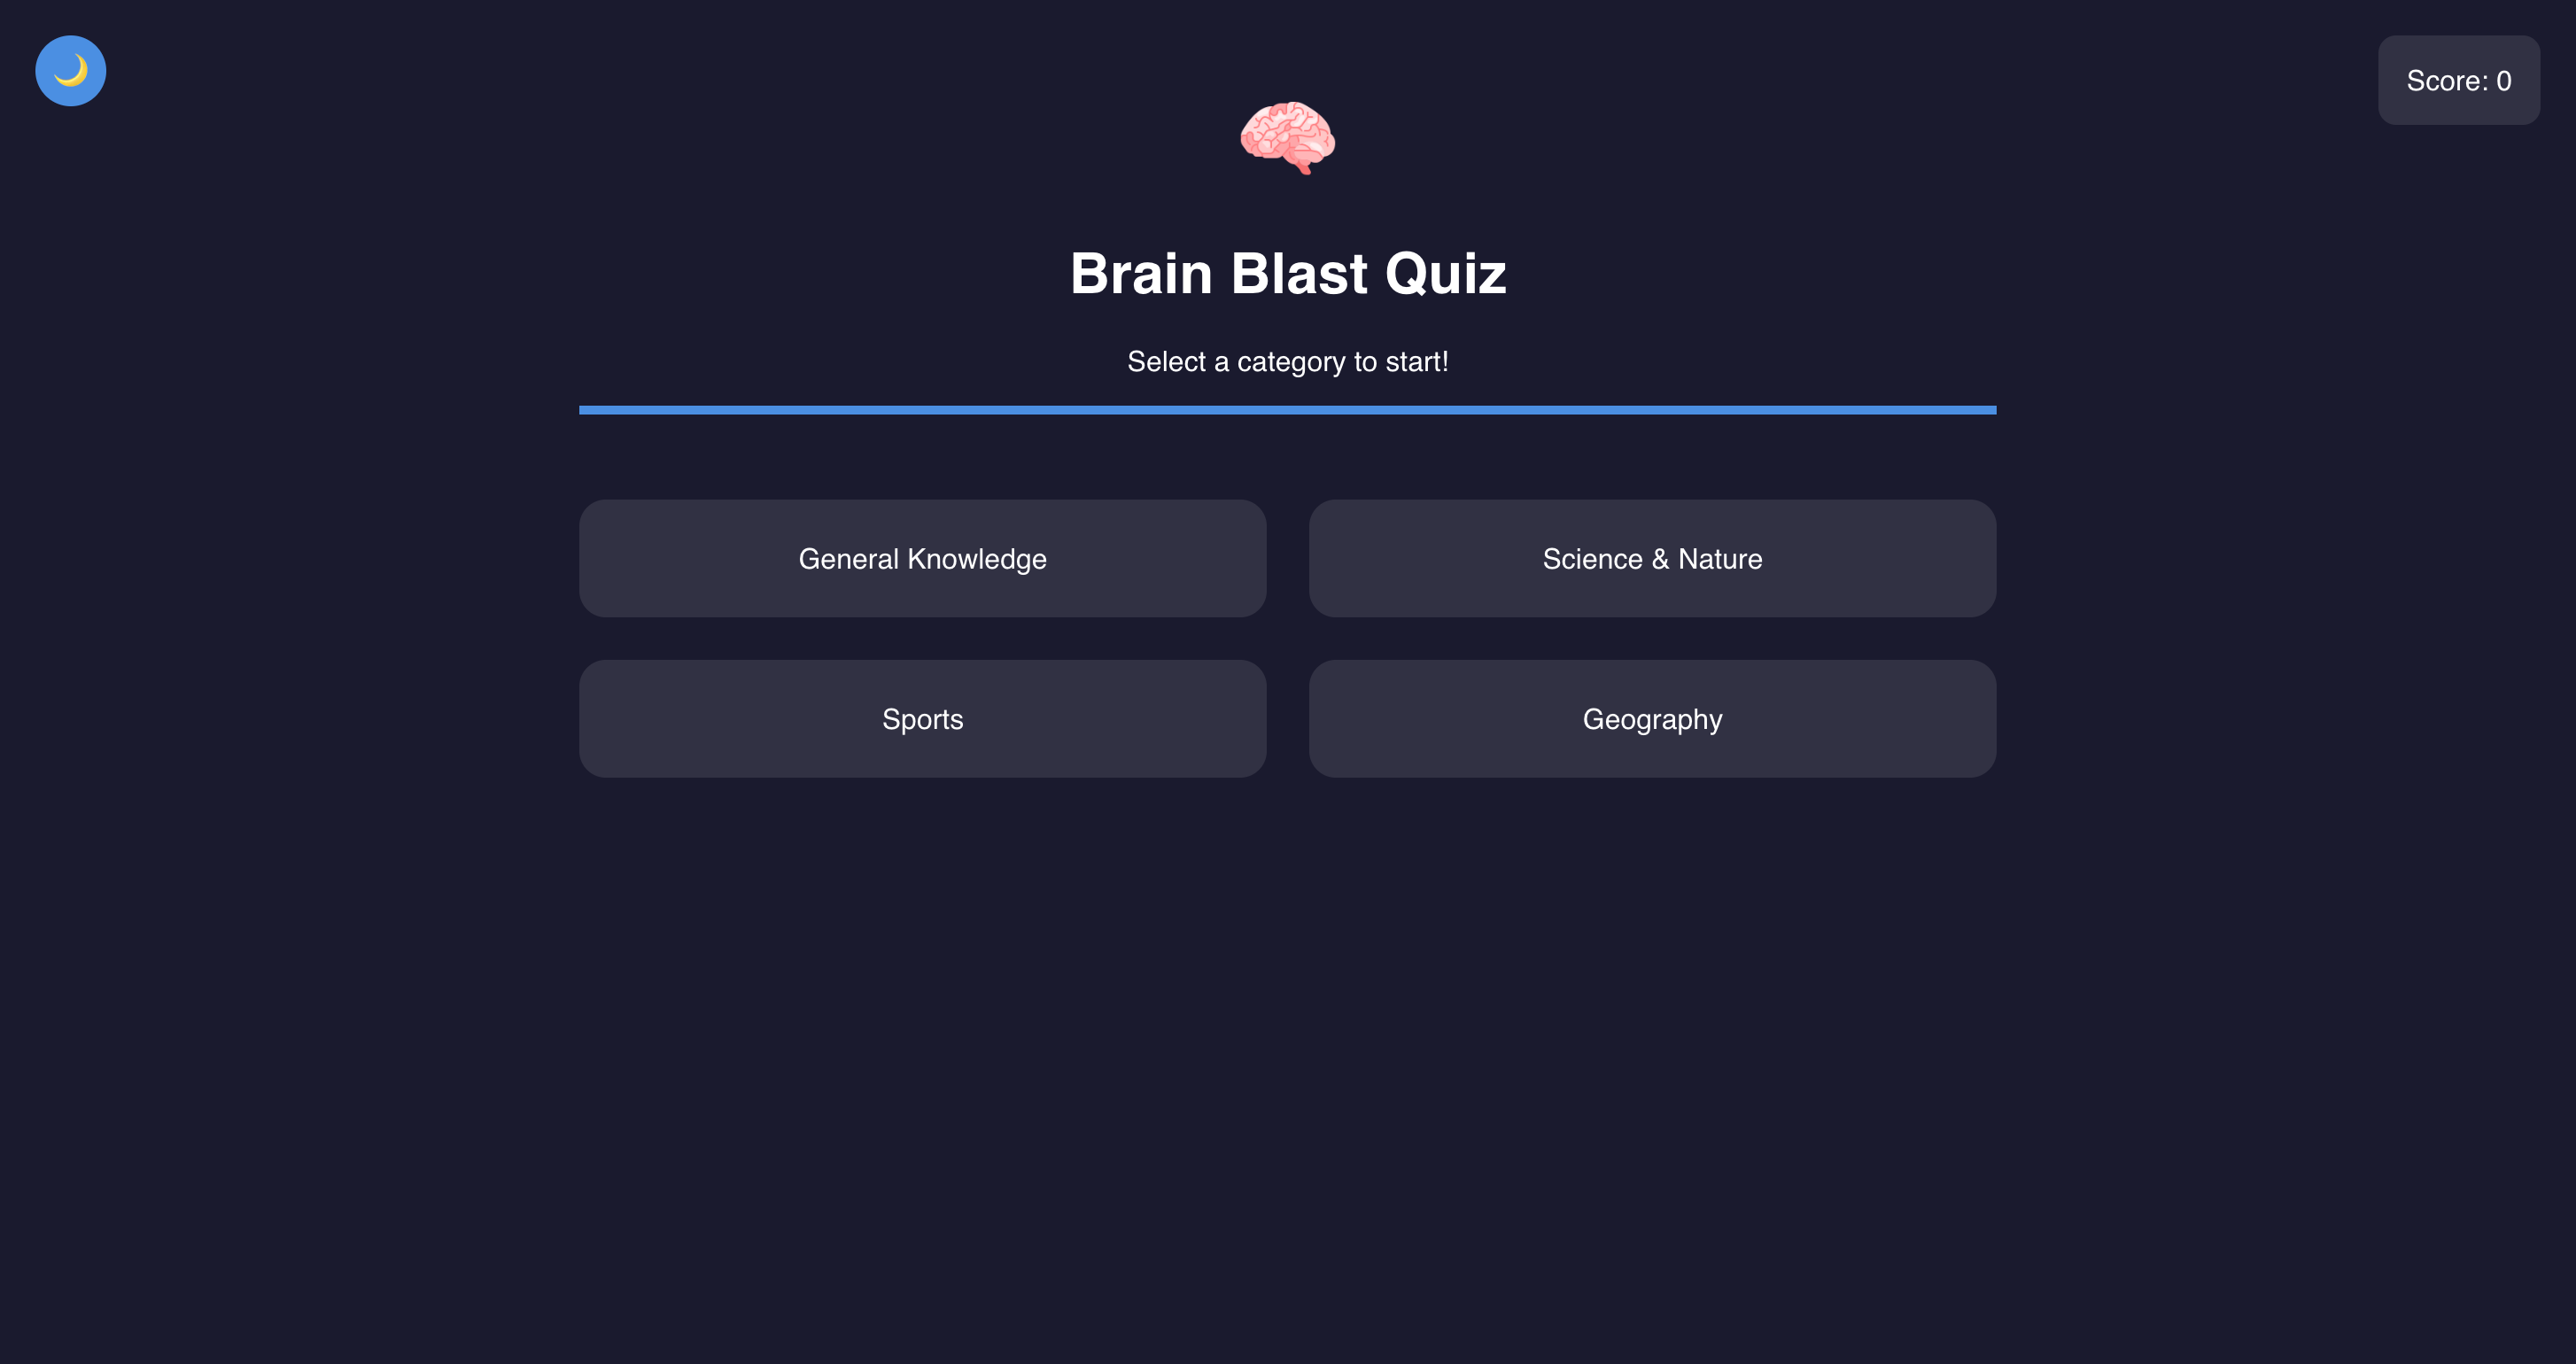 Score: 0
Brain Blast Quiz
Select a category to start!
General Knowledge
Science & Nature
Sports
Geography